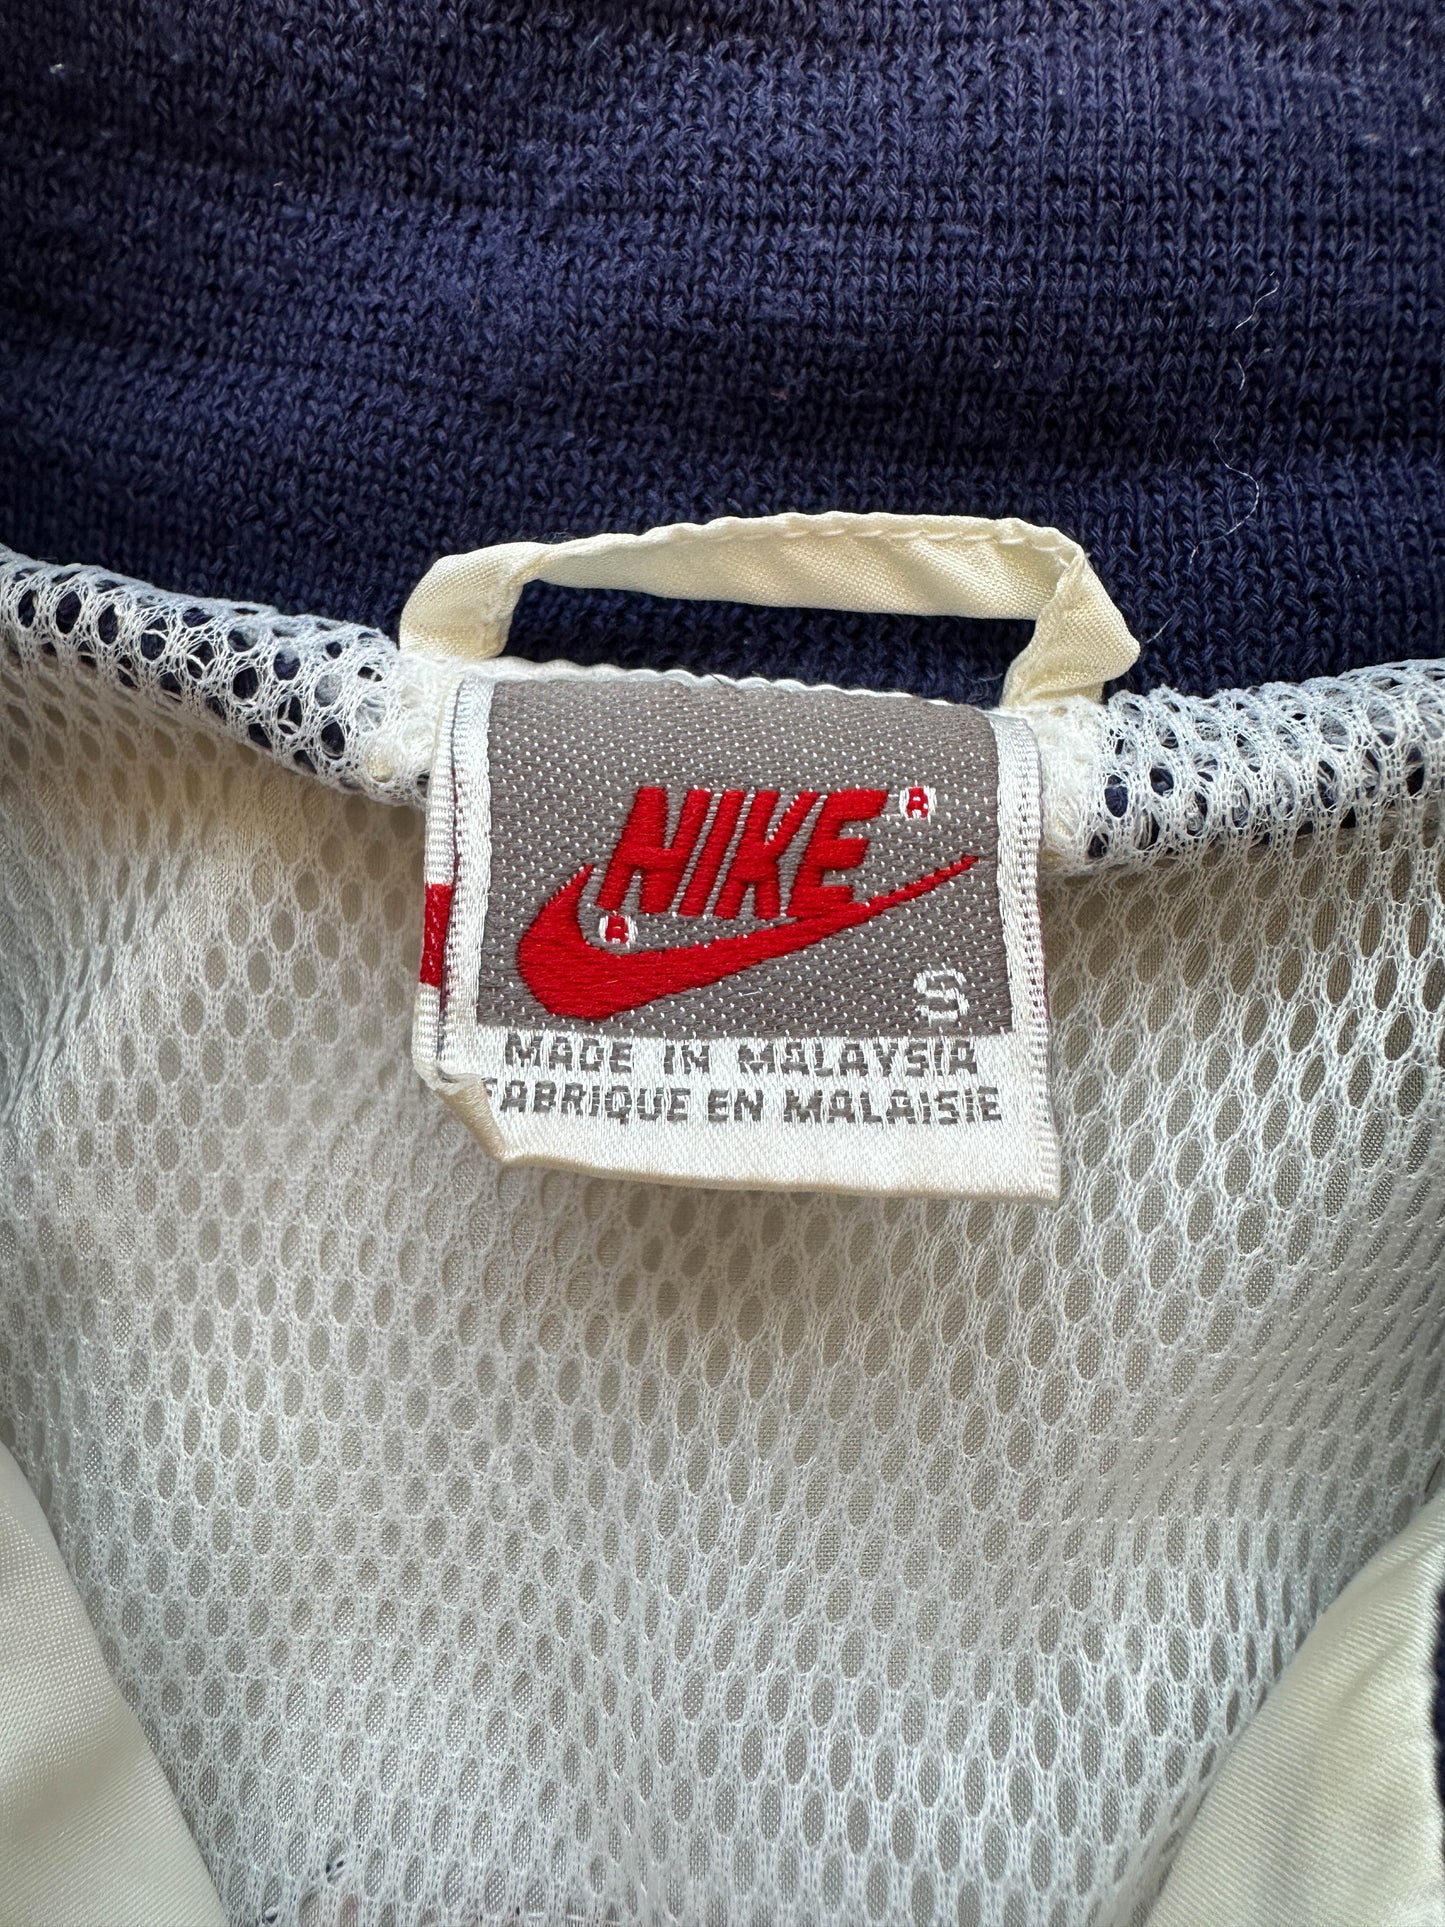 NIKE®
®
S
MADE IN MALAYSIA
FABRIQUE EN MALAISIE